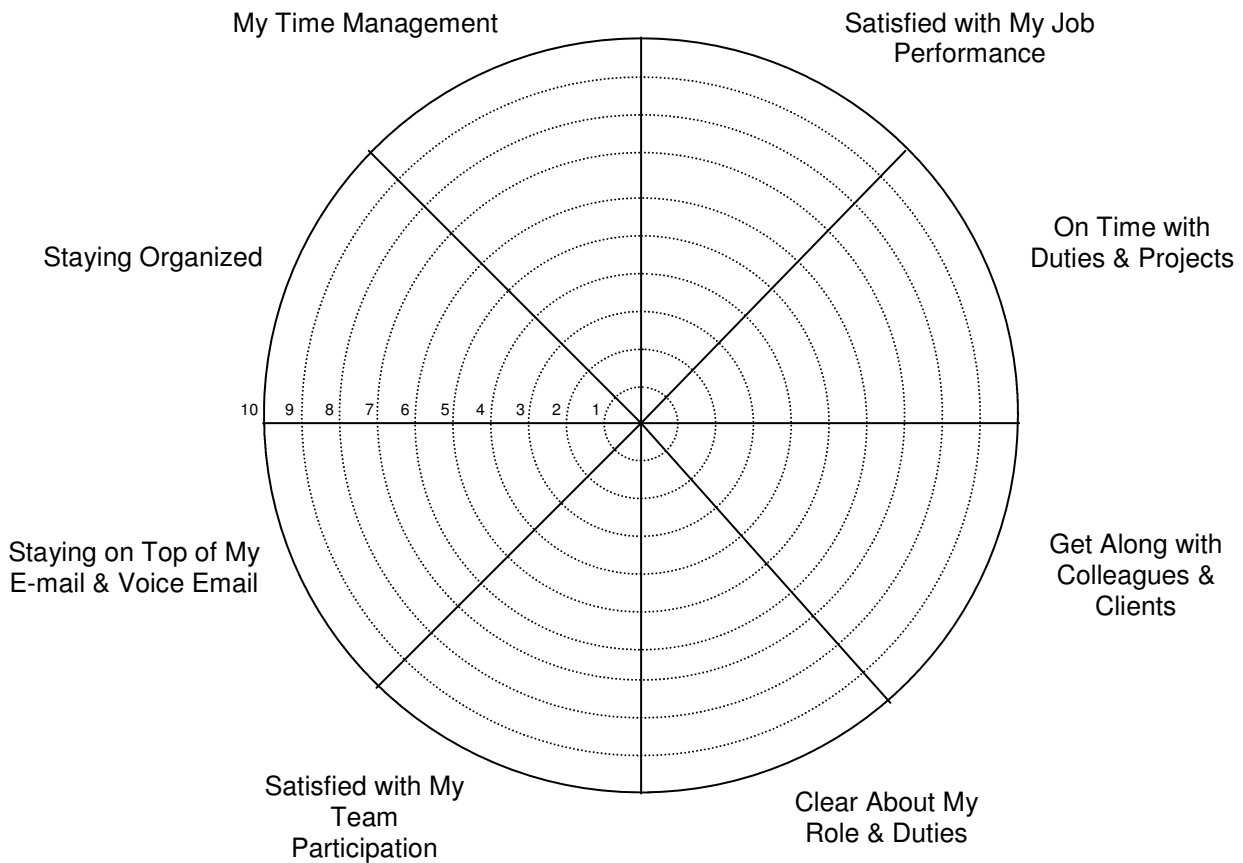 My Time Management
Satisfied with My Job
Performance
On Time with
Duties & Projects
Staying Organized
10 9 8 7 6 5 4 3 2 1
Staying on Top of My
E-mail & Voice Email
Get Along with
Colleagues &
Clients
Satisfied with My
Team
Participation
Clear About My
Role & Duties